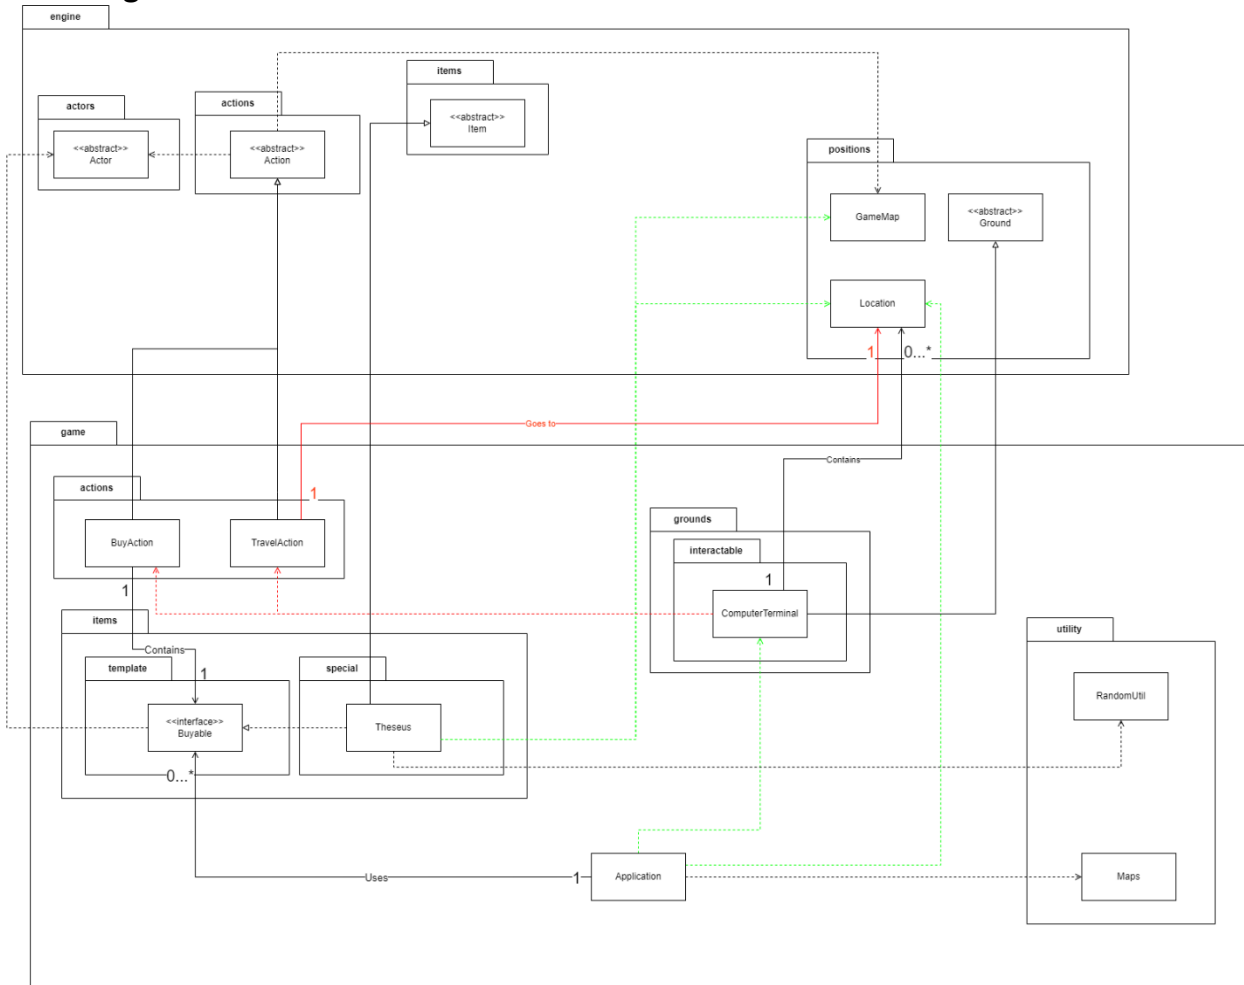 engine
items
actors
actions
<<abstract>>
Item
<<abstract>>
Actor
<<abstract>>
Action
positions
GameMap
<<abstract>>
Ground
Location
1
0...*
Goes to
game
Contains
actions
1
grounds
BuyAction
TravelAction
interactable
1
1
ComputerTerminal
items
utility
Contains
template
special
1
RandomUtil
<<interface>>
Buyable
Theseus
0...*
Uses
1
Application
Maps